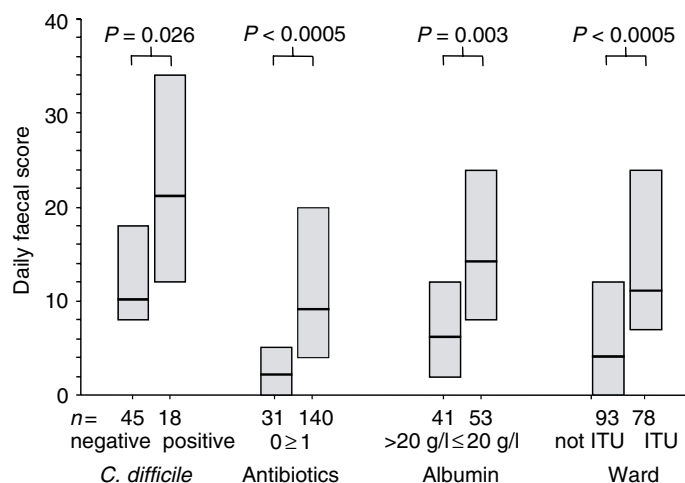 40
P = 0.026 P < 0.0005 P = 0.003 P < 0.0005
30
Daily faecal score
20
10
0
n= 45 18 31 140 41 53 93 78
negative positive 0 ≥ 1 >20 g/l ≤ 20 g/l not ITU ITU
C. difficile Antibiotics Albumin Ward